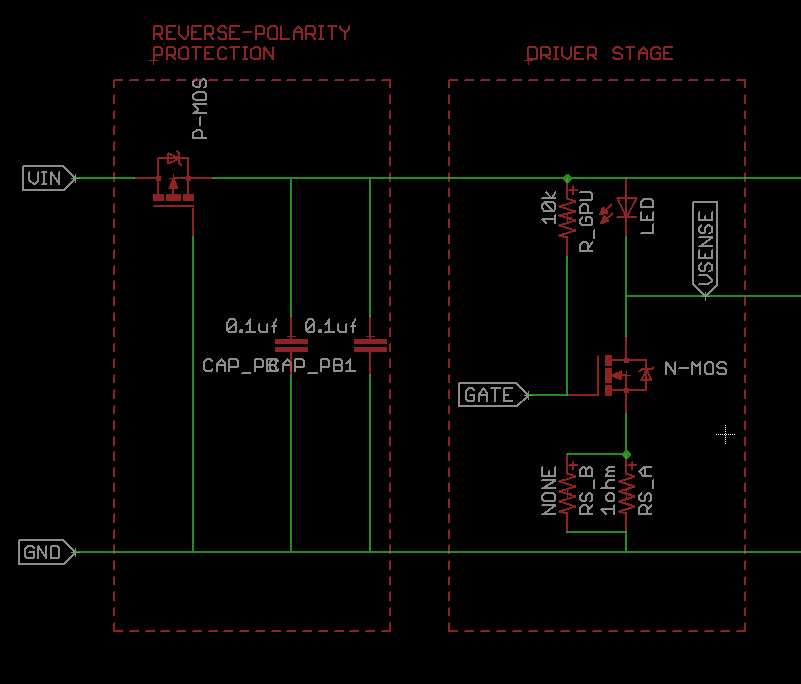 REVERSE-POLARITY
PROTECTION
DRIVER STAGE
P-MOS
VIN
10k
R_GPU
LED
VSENSE
0.1uf
0.1uf
CAP_PB1
GATE
N-MOS
NONE
RS_B
1ohm
RS_A
GND